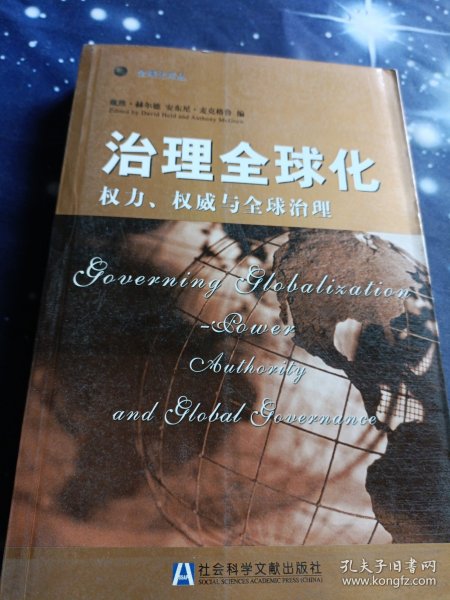 戴维·赫尔德 安东尼·麦克格鲁 编
Edited by David Held and Anthony McGrew
治理全球化
权力、权威与全球治理
Governing Globalization
-Power
Authority
and Global Governance
社会科学文献出版社
SOCIAL SCIENCES ACADEMIC PRESS (CHINA)
孔夫子旧书网
www.kongfz.com